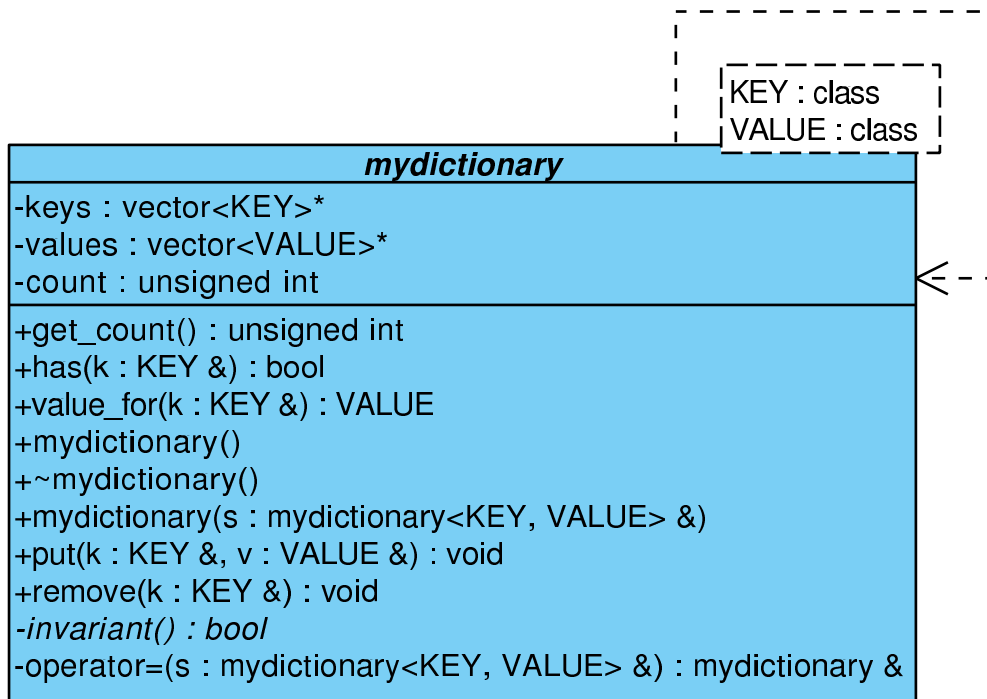 KEY : class
VALUE : class
mydictionary
-keys : vector<KEY>*
-values : vector<VALUE>*
-count : unsigned int
+get_count() : unsigned int
+has(k : KEY &) : bool
+value_for(k : KEY &) : VALUE
+mydictionary()
+~mydictionary()
+mydictionary(s : mydictionary<KEY, VALUE> &)
+put(k : KEY &, v : VALUE &) : void
+remove(k : KEY &) : void
-invariant() : bool
-operator=(s : mydictionary<KEY, VALUE> &) : mydictionary &